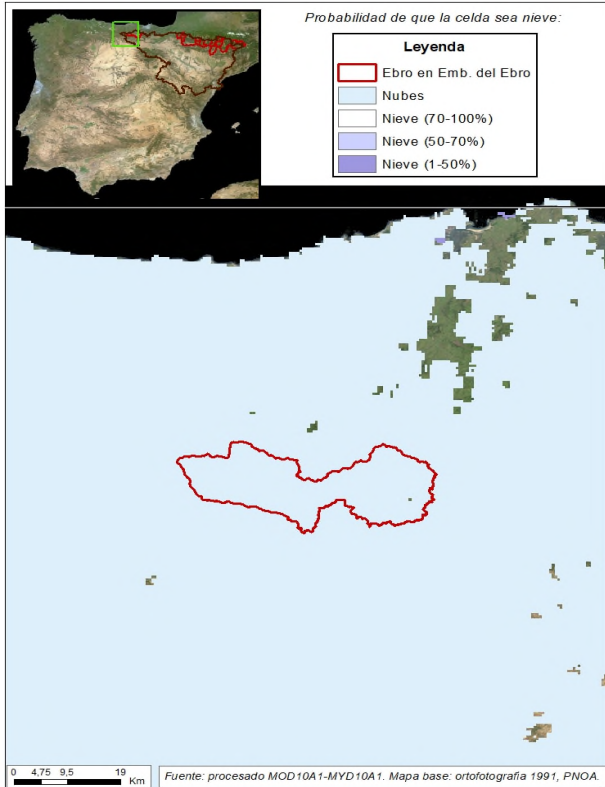 Probabilidad de que la celda sea nieve:
Leyenda
Ebro en Emb. del Ebro
Nubes
Nieve (70-100%)
Nieve (50-70%)
Nieve (1-50%)
0 4,75 9,5 19
Km
Fuente: procesado MOD10A1-MYD10A1. Mapa base: ortofotografía 1991, PNOA.